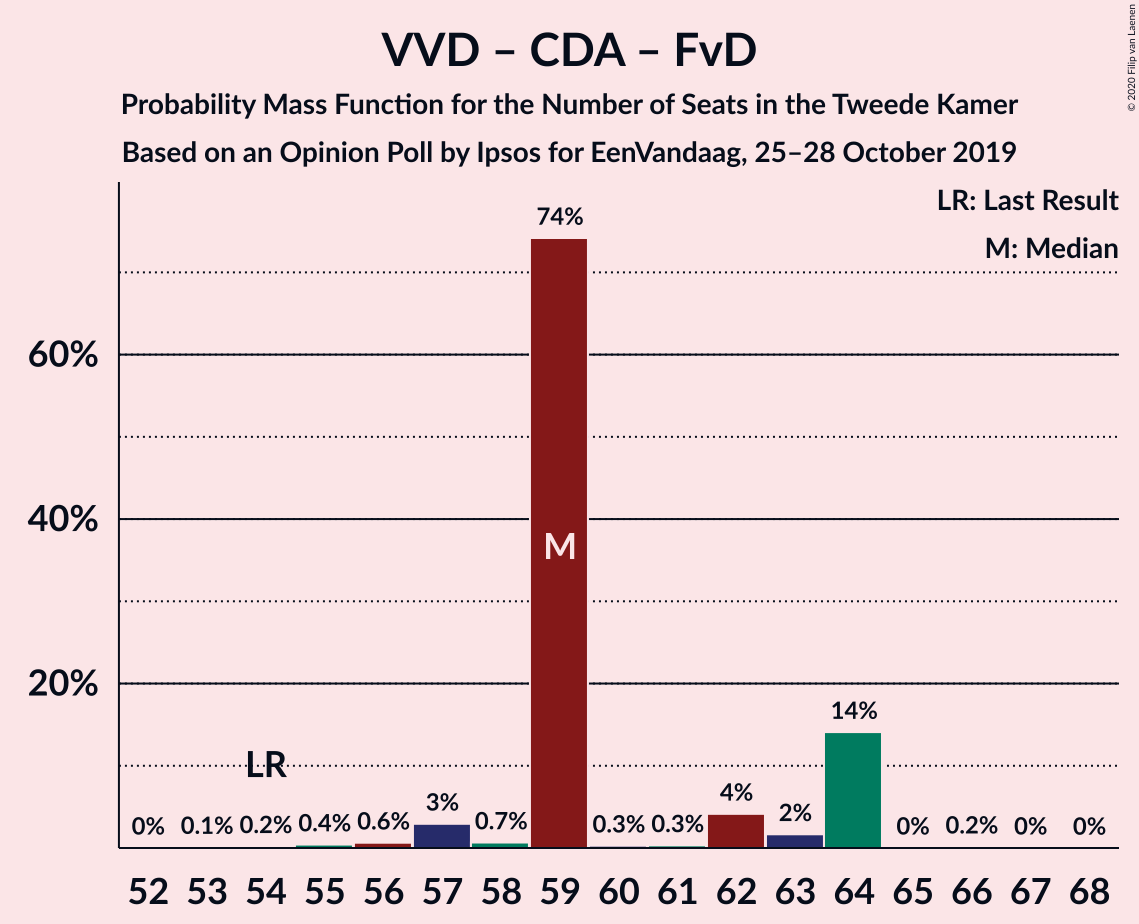 VVD – CDA – FvD
Probability Mass Function for the Number of Seats in the Tweede Kamer
Based on an Opinion Poll by Ipsos for EenVandaag, 25–28 October 2019
© 2020 Filip van Laenen
LR: Last Result
M: Median
74%
60%
40%
M
20%
14%
LR
0% 0.1% 0.2% 0.4% 0.6% 3% 0.7% 0.3% 0.3% 4% 2% 0% 0.2% 0% 0%
52 53 54 55 56 57 58 59 60 61 62 63 64 65 66 67 68